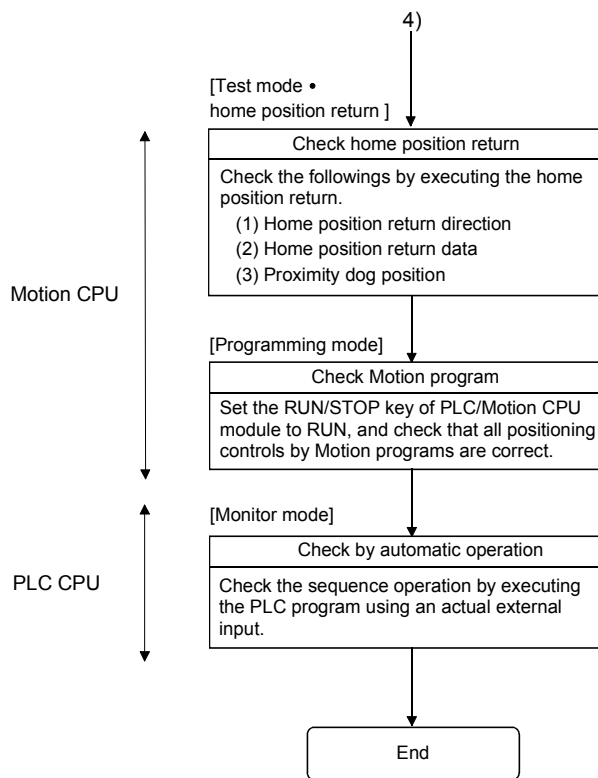 4)
[Test mode •
home position return ]
Check home position return
Check the followings by executing the home
position return.
(1) Home position return direction
(2) Home position return data
(3) Proximity dog position
Motion CPU
[Programming mode]
Check Motion program
Set the RUN/STOP key of PLC/Motion CPU
module to RUN, and check that all positioning
controls by Motion programs are correct.
[Monitor mode]
Check by automatic operation
PLC CPU
Check the sequence operation by executing
the PLC program using an actual external
input.
End